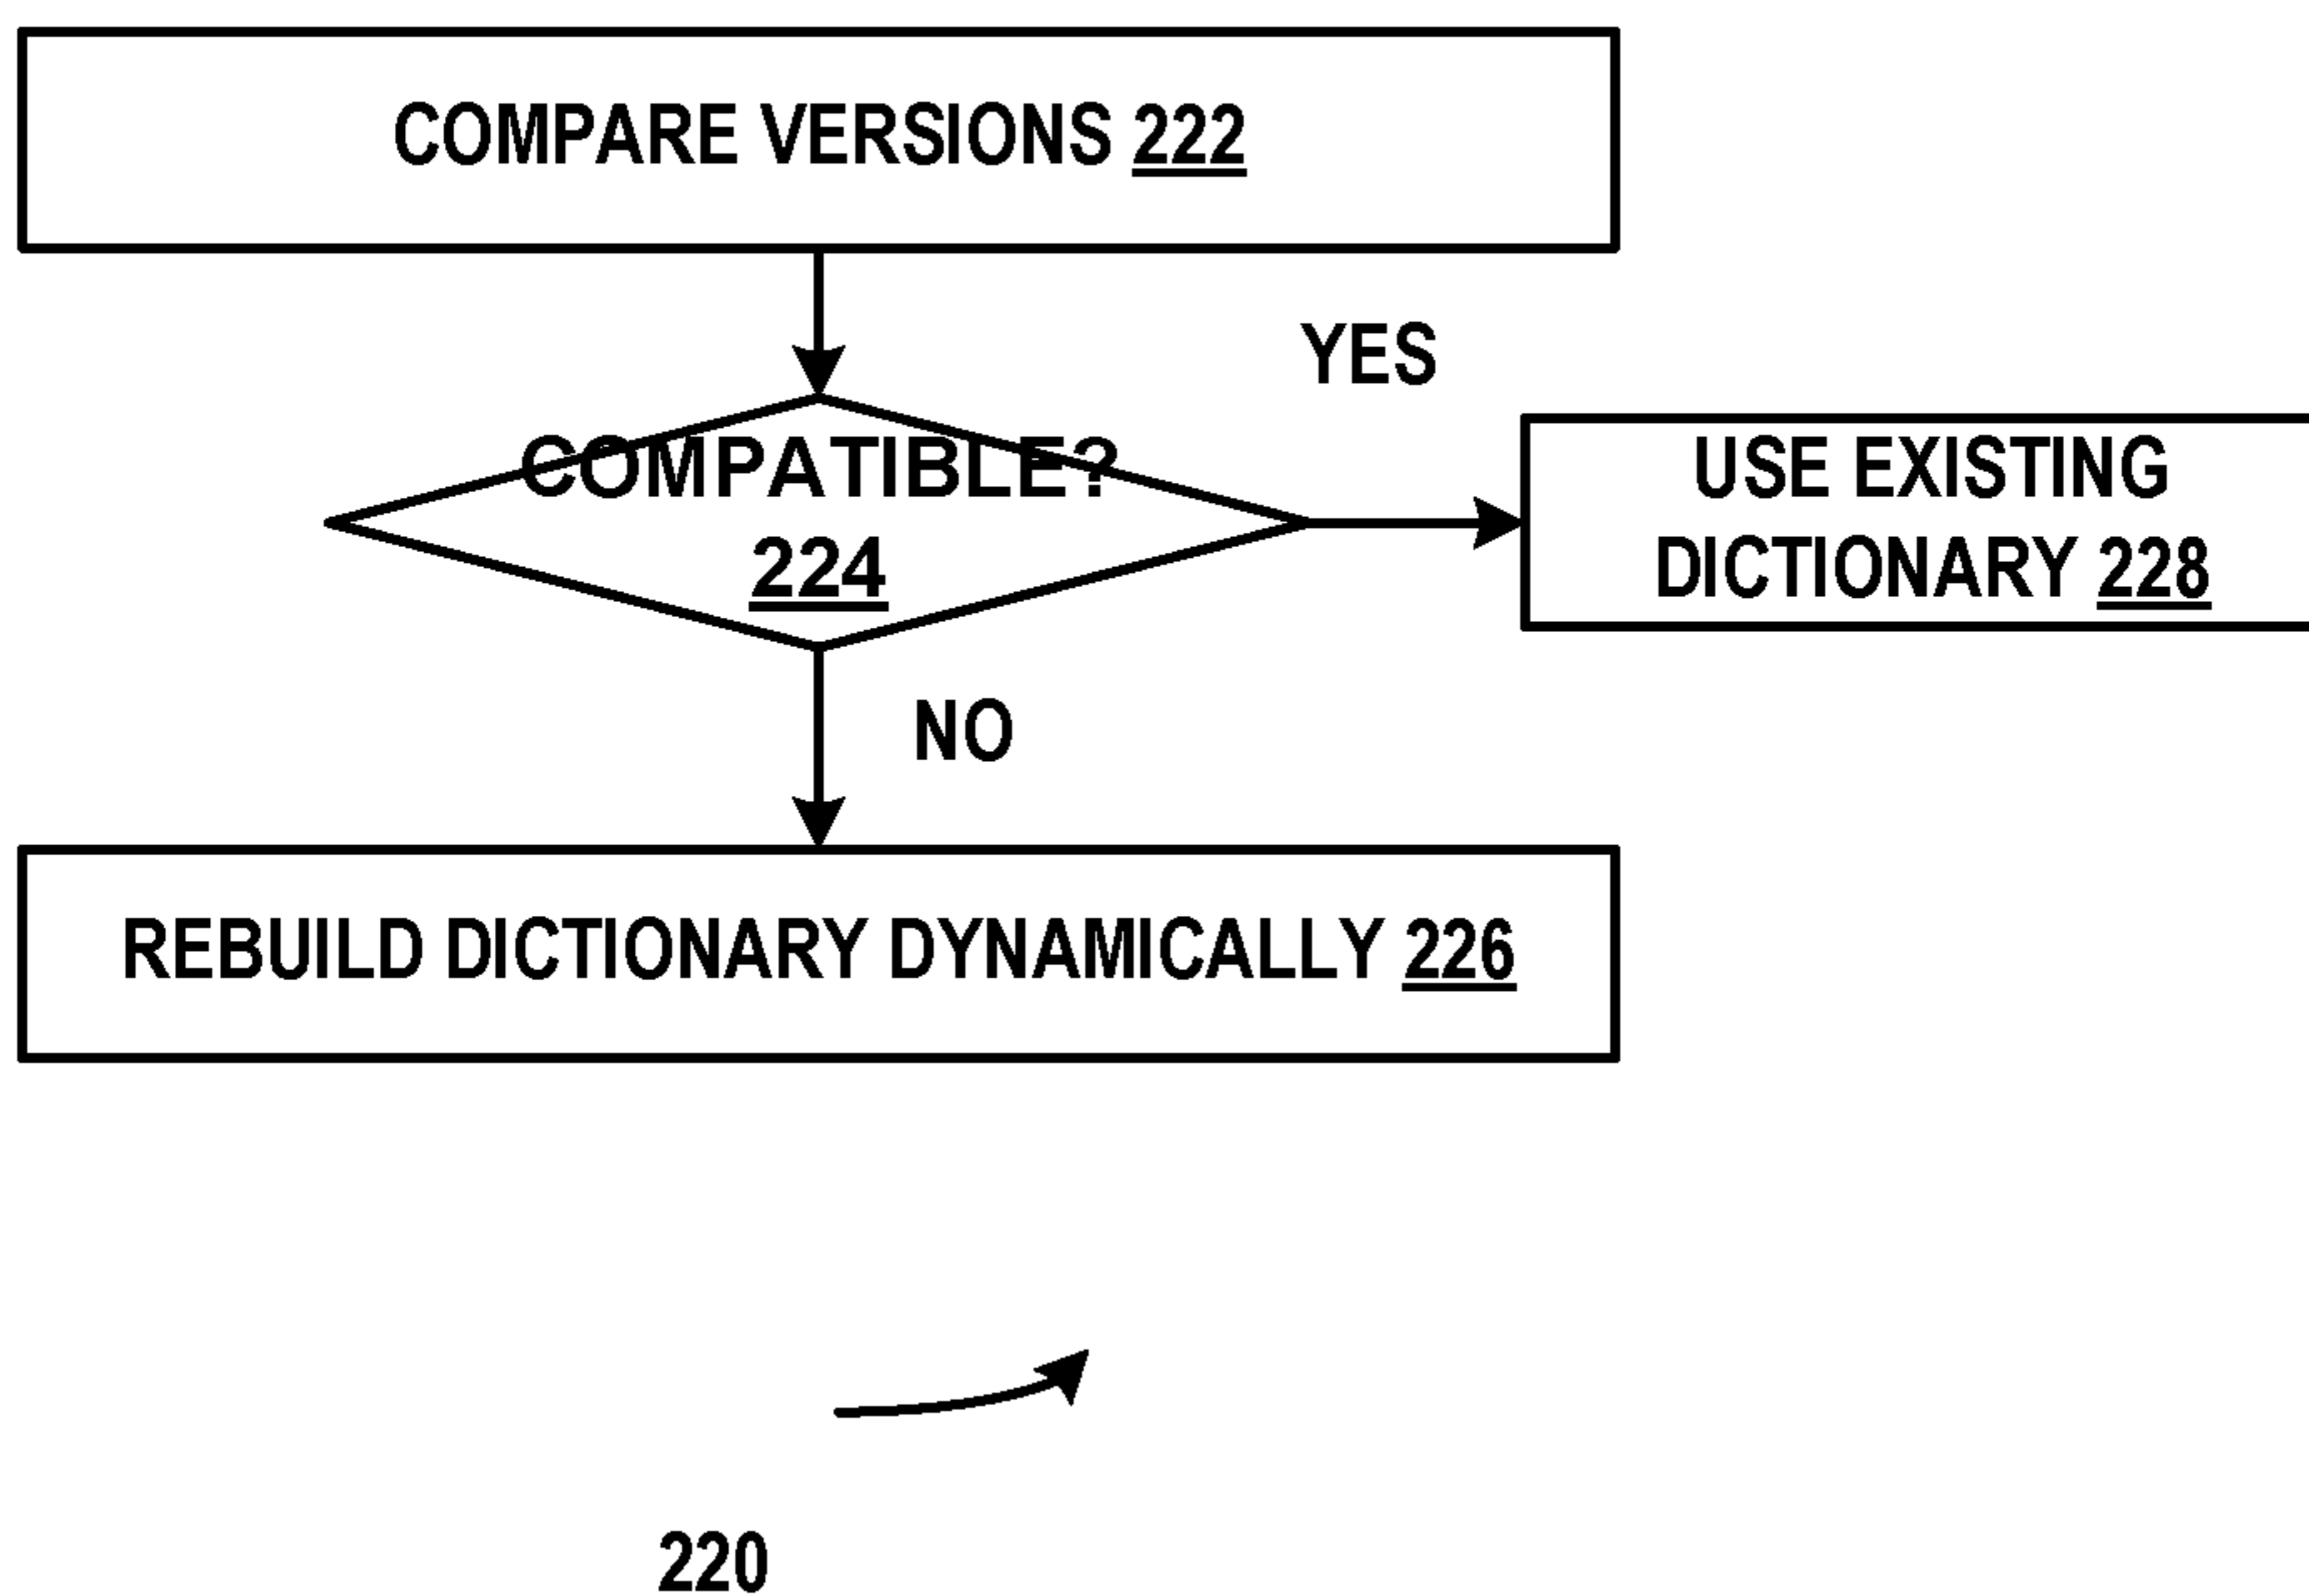 COMPARE VERSIONS 222
YES
COMPATIBLE?
224
USE EXISTING
DICTIONARY 228
NO
REBUILD DICTIONARY DYNAMICALLY 226
220